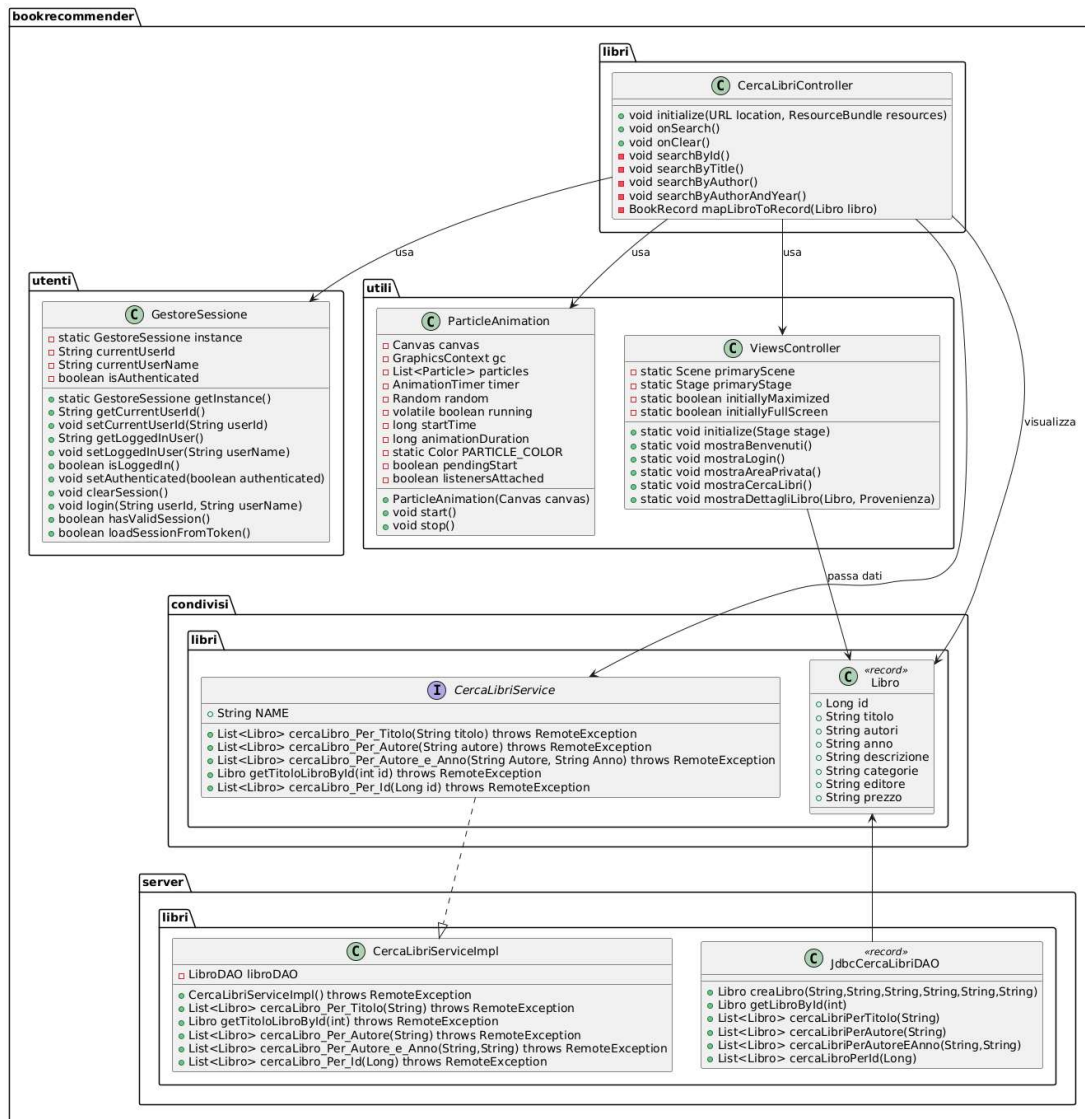 bookrecommender
libri
C CercaLibriController
void initialize(URL location, ResourceBundle resources)
void onSearch()
void onClear()
void searchById()
void searchByTitle()
void searchByAuthor()
void searchByAuthorAndYear()
BookRecord mapLibroToRecord(Libro libro)
usa
usa
usa
visualizza
utenti
C GestoreSessione
static GestoreSessione instance
String currentUserId
String currentUserName
boolean isAuthenticated
static GestoreSessione getInstance()
String getCurrentUserId()
void setCurrentUserId(String userId)
String getLoggedInUser()
void setLoggedInUser(String userName)
boolean isLoggedIn()
void setAuthenticated(boolean authenticated)
void clearSession()
void login(String userId, String userName)
boolean hasValidSession()
boolean loadSessionFromToken()
utili
C ParticleAnimation
Canvas canvas
GraphicsContext gc
List<Particle> particles
AnimationTimer timer
Random random
volatile boolean running
long startTime
long animationDuration
static Color PARTICLE_COLOR
boolean pendingStart
boolean listenersAttached
ParticleAnimation(Canvas canvas)
void start()
void stop()
C ViewsController
static Scene primaryScene
static Stage primaryStage
static boolean initiallyMaximized
static boolean initiallyFullScreen
static void initialize(Stage stage)
static void mostraBenvenuti()
static void mostraLogin()
static void mostraAreaPrivata()
static void mostraCercaLibri()
static void mostraDettagliLibro(Libro, Provenienza)
passa dati
condivisi
libri
I CercaLibriService
String NAME
List<Libro> cercaLibro_Per_Titolo(String titolo) throws RemoteException
List<Libro> cercaLibro_Per_Autore(String autore) throws RemoteException
List<Libro> cercaLibro_Per_Autore_e_Anno(String Autore, String Anno) throws RemoteException
Libro getTitoloLibroById(int id) throws RemoteException
List<Libro> cercaLibro_Per_Id(Long id) throws RemoteException
C «record»
Libro
Long id
String titolo
String autori
String anno
String descrizione
String categorie
String editore
String prezzo
server
libri
C CercaLibriServiceImpl
LibroDAO libroDAO
CercaLibriServiceImpl() throws RemoteException
List<Libro> cercaLibro_Per_Titolo(String) throws RemoteException
Libro getTitoloLibroById(int) throws RemoteException
List<Libro> cercaLibro_Per_Autore(String) throws RemoteException
List<Libro> cercaLibro_Per_Autore_e_Anno(String,String) throws RemoteException
List<Libro> cercaLibro_Per_Id(Long) throws RemoteException
C «record»
JdbcCercaLibriDAO
Libro creaLibro(String,String,String,String,String,String)
Libro getLibroById(int)
List<Libro> cercaLibriPerTitolo(String)
List<Libro> cercaLibriPerAutore(String)
List<Libro> cercaLibriPerAutoreEAnno(String,String)
List<Libro> cercaLibroPerId(Long)